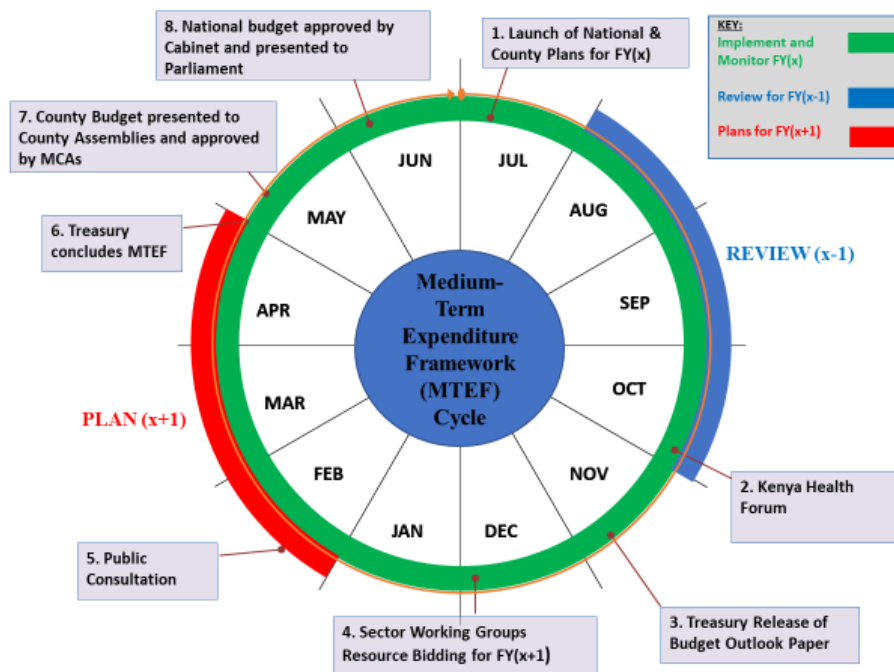 8. National budget approved by
Cabinet and presented to
Parliament
1. Launch of National &
County Plans for FY(x)
KEY:
Implement and
Monitor FY(x)
Review for FY(x-1)
Plans for FY(x+1)
7. County Budget presented to
County Assemblies and approved
by MCAs
6. Treasury
concludes MTEF
JUN
JUL
MAY
AUG
APR
SEP
MAR
OCT
FEB
NOV
JAN
DEC
Medium-
Term
Expenditure
Framework
(MTEF)
Cycle
REVIEW (x-1)
PLAN (x+1)
2. Kenya Health
Forum
5. Public
Consultation
4. Sector Working Groups
Resource Bidding for FY(x+1)
3. Treasury Release of
Budget Outlook Paper